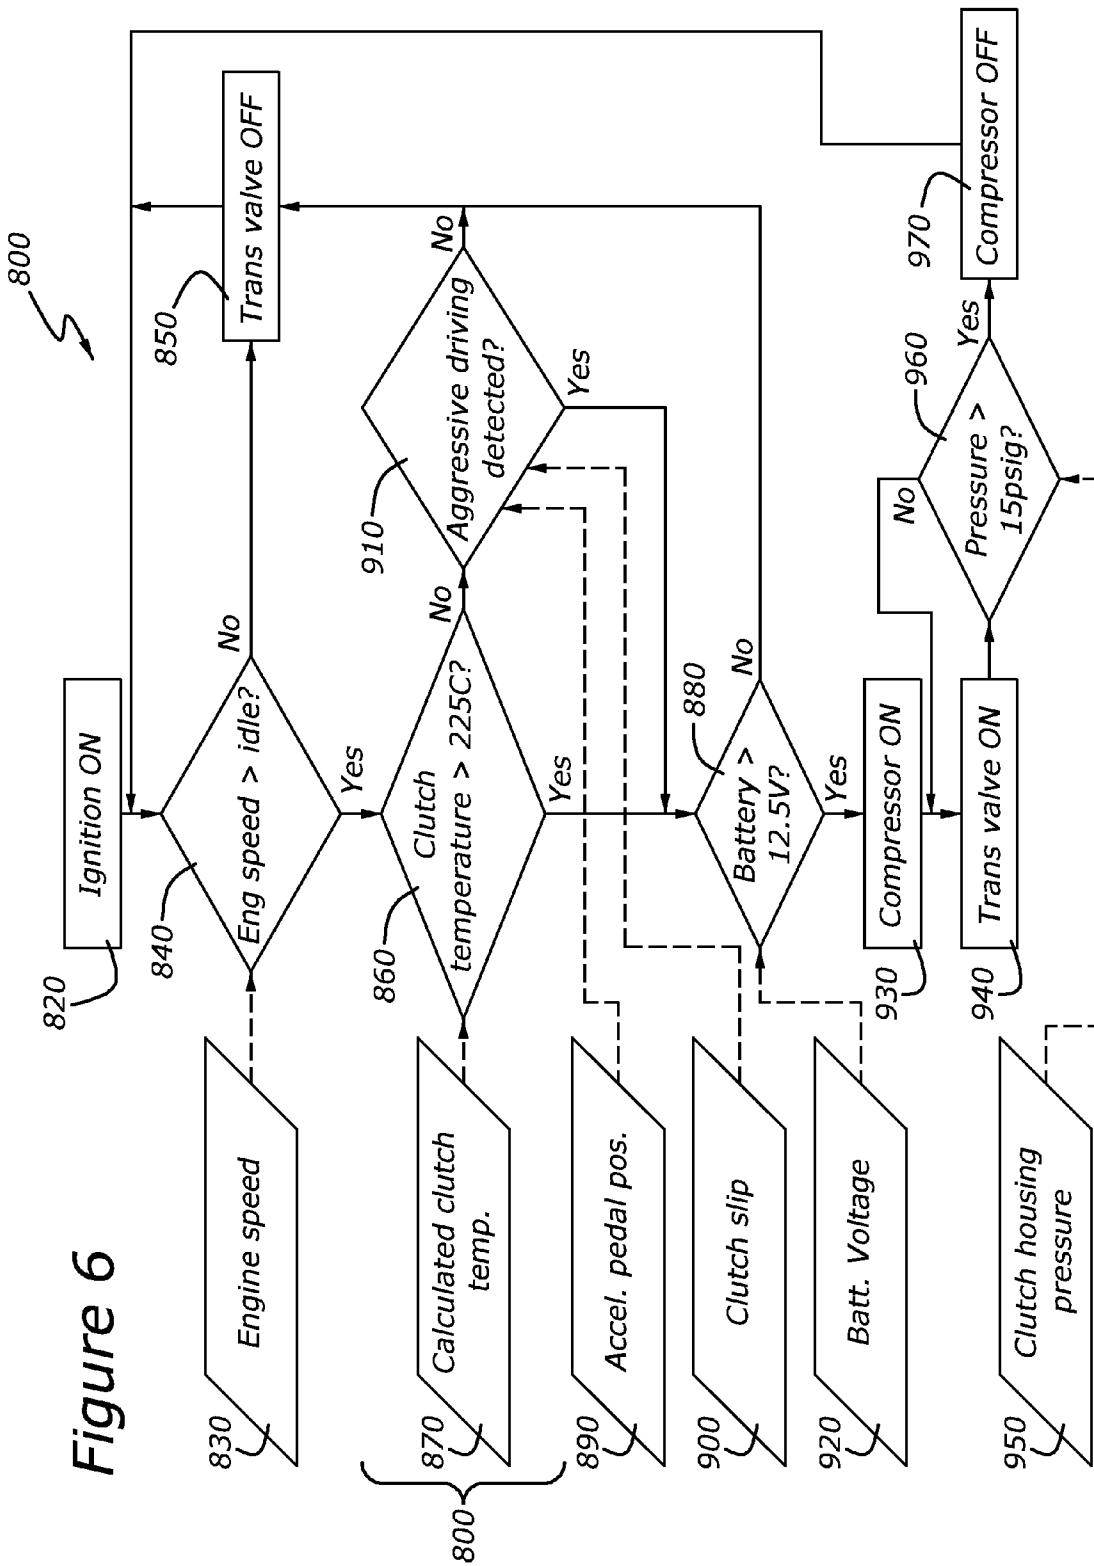 Figure 6
800
820
Ignition ON
830
Engine speed
840
Eng speed > idle?
No
Yes
850
Trans valve OFF
800
870
Calculated clutch
temp.
860
Clutch
temperature > 225C?
No
Yes
910
Aggressive driving
detected?
No
Yes
890
Accel. pedal pos.
900
Clutch slip
920
Batt. Voltage
880
Battery >
12.5V?
No
Yes
930
Compressor ON
940
Trans valve ON
950
Clutch housing
pressure
960
Pressure >
15psig?
No
Yes
970
Compressor OFF